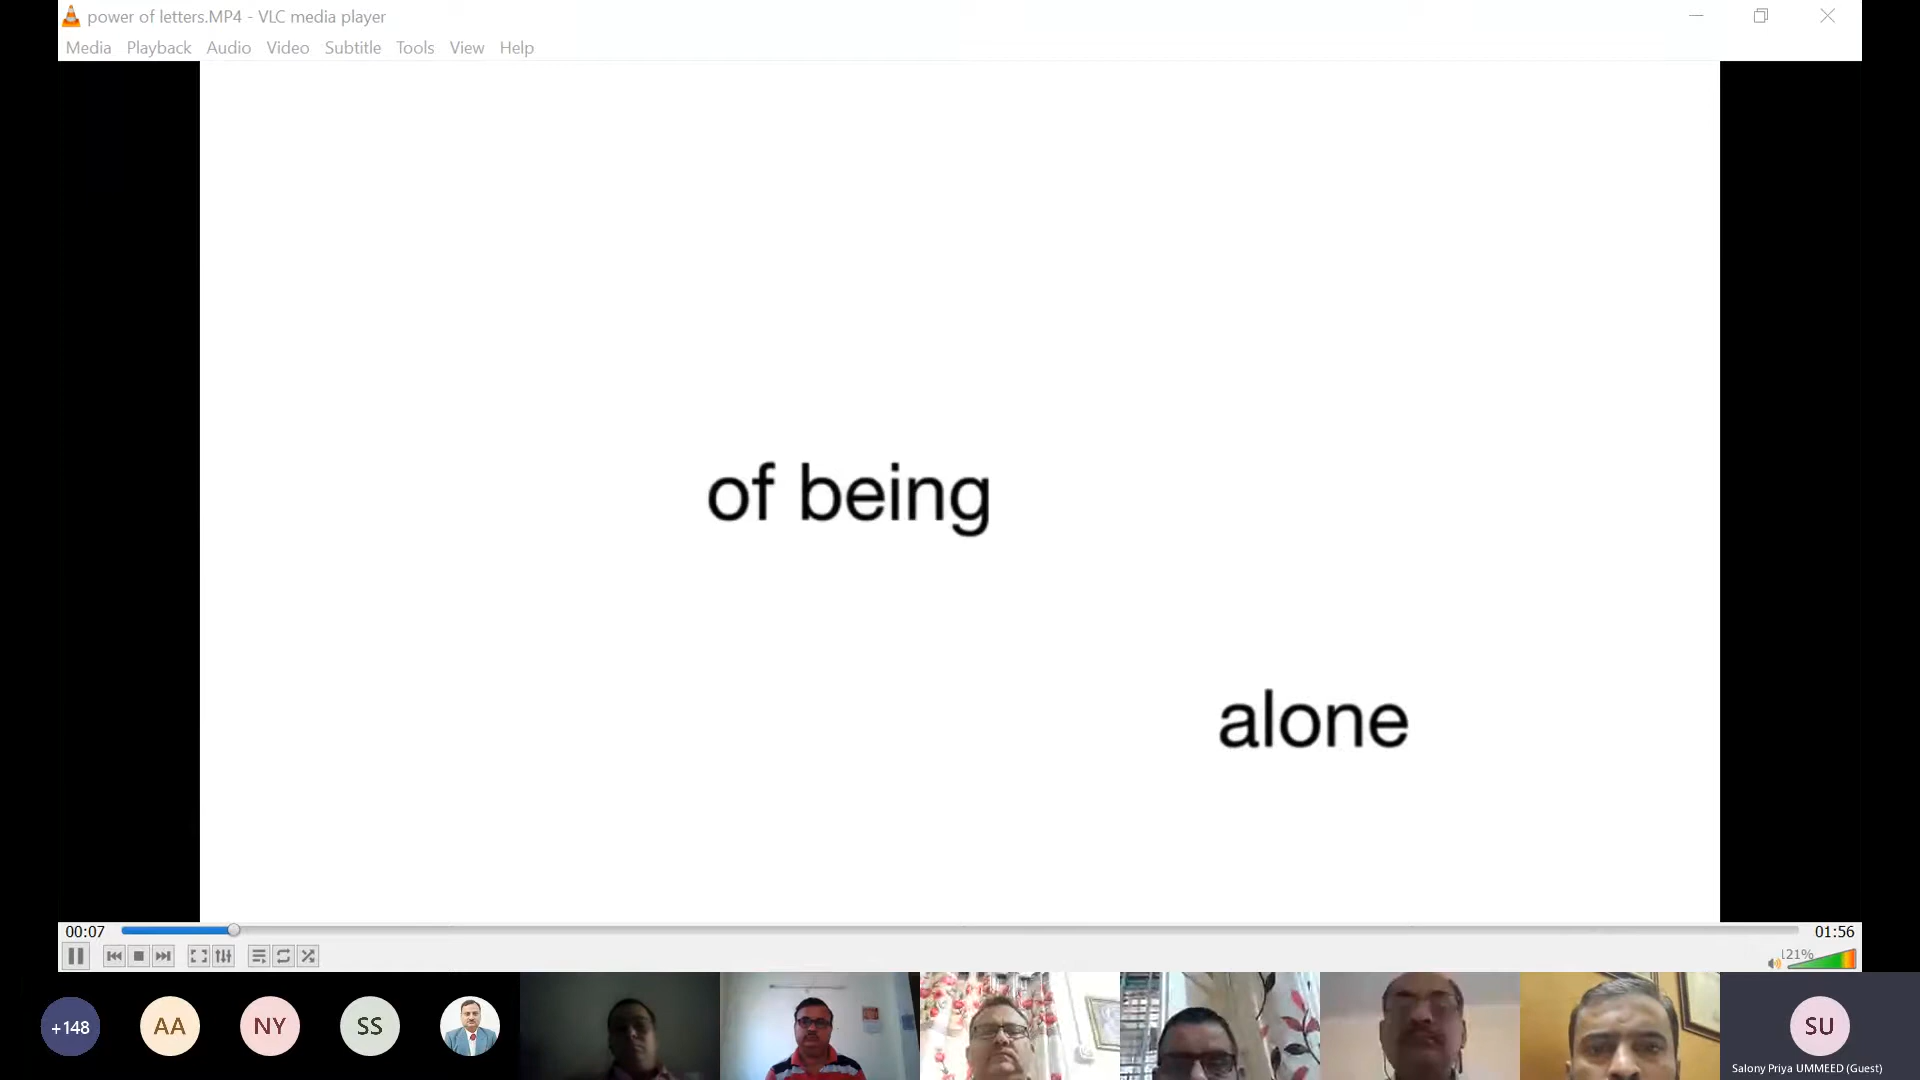 power of letters.MP4 - VLC media player
Media Playback Audio Video Subtitle Tools View Help
of being
alone
00:07
01:56
121%
+148
AA
NY
SS
SU
Salony Priya UMMEED (Guest)